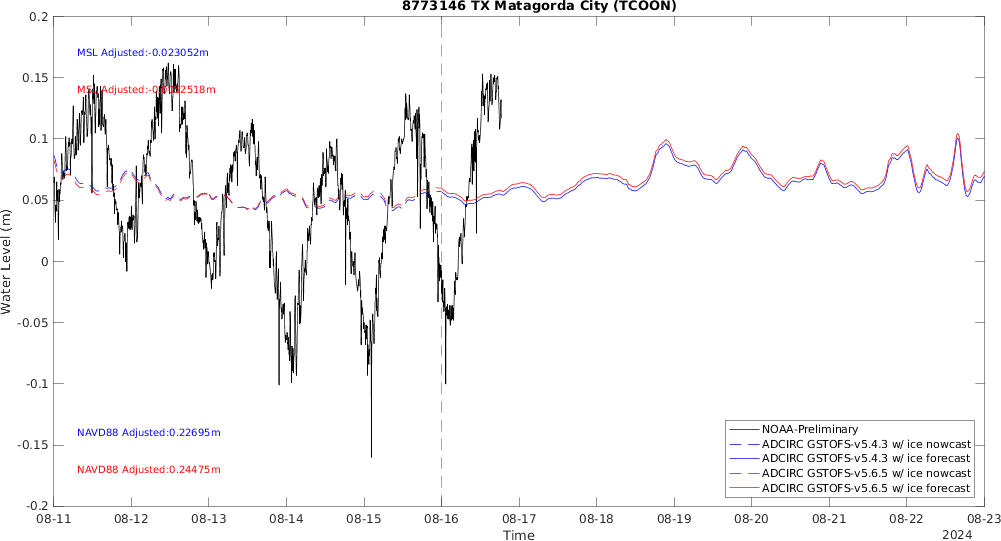 8773146 TX Matagorda City (TCOON)
0.2
0.15
0.1
0.05
0
-0.05
-0.1
-0.15
-0.2
Water Level (m)
MSL Adjusted:-0.023052m
MSL
NAVD88 Adjusted:0.22695m
NAVD88 Adjusted:0.24475m
NOAA-Preliminary
ADCIRC GSTOFS-v5.4.3 w/ ice nowcast
ADCIRC GSTOFS-v5.4.3 w/ ice forecast
ADCIRC GSTOFS-v5.6.5 w/ ice nowcast
ADCIRC GSTOFS-v5.6.5 w/ ice forecast
08-11 08-12 08-13 08-14 08-15 08-16 08-17 08-18 08-19 08-20 08-21 08-22 08-23
Time
2024